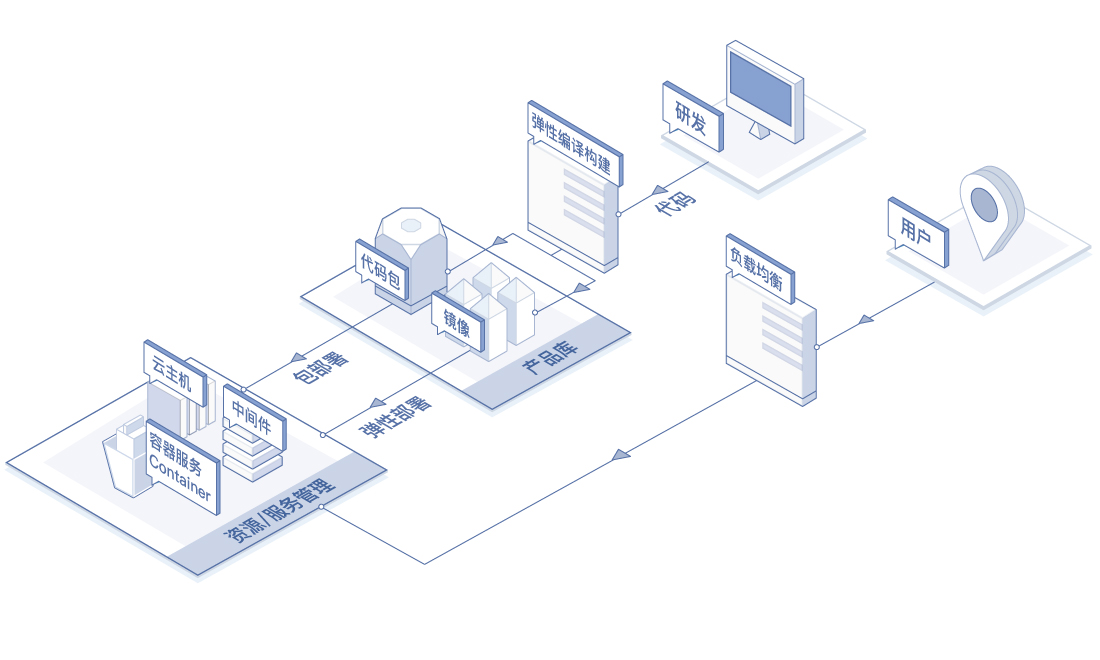 研发
弹性编译构建
代码
用户
代码包
负载均衡
镜像
产品库
包部署
云主机
弹性部署
中间件
容器服务
Container
资源/服务管理